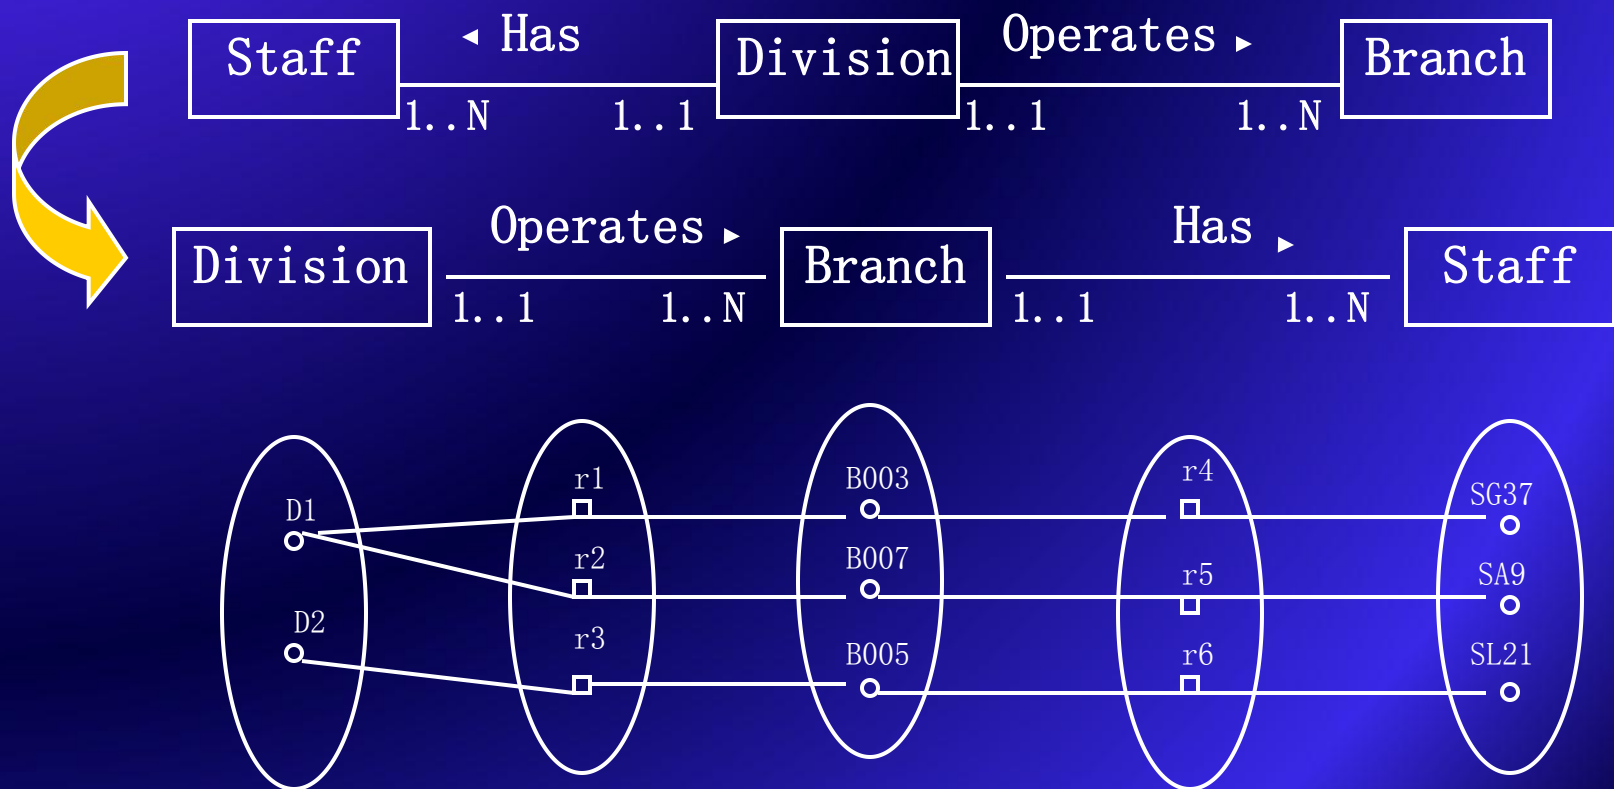 Staff ◄ Has Division Operates ► Branch
1..N 1..1 1..1 1..N
Division Operates ► Branch Has ► Staff
1..1 1..N 1..1 1..N
r1 B003 r4 SG37
D1
r2 B007 r5 SA9
D2 r3 B005 r6 SL21